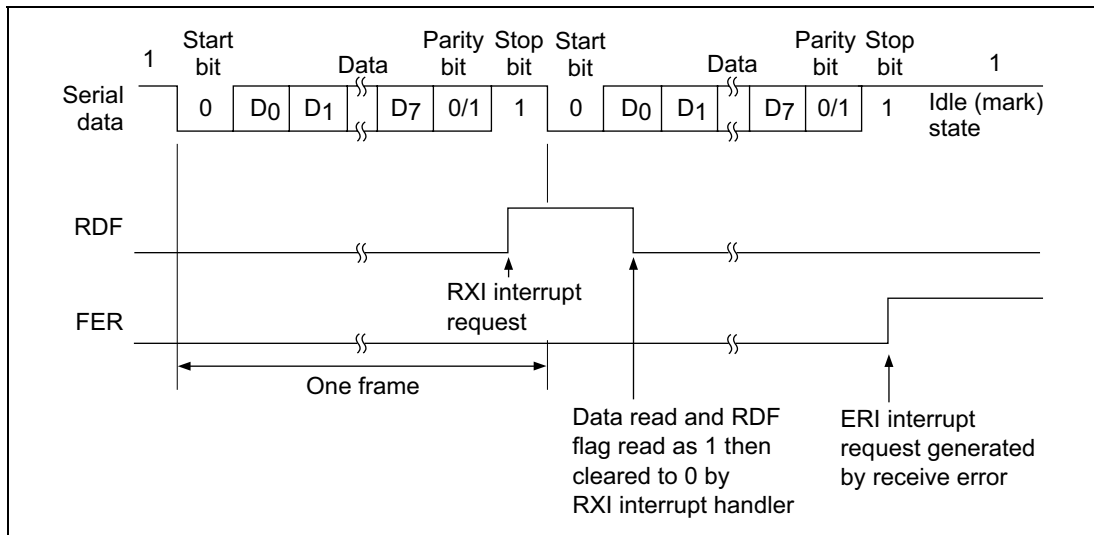 1
Start bit
Data
Parity bit
Stop bit
Start bit
Data
Parity bit
Stop bit
1
Serial data
0
D0
D1
D7
0/1
1
0
D0
D1
D7
0/1
1
Idle (mark) state
RDF
RXI interrupt request
FER
One frame
Data read and RDF
flag read as 1 then
cleared to 0 by
RXI interrupt handler
ERI interrupt
request generated
by receive error